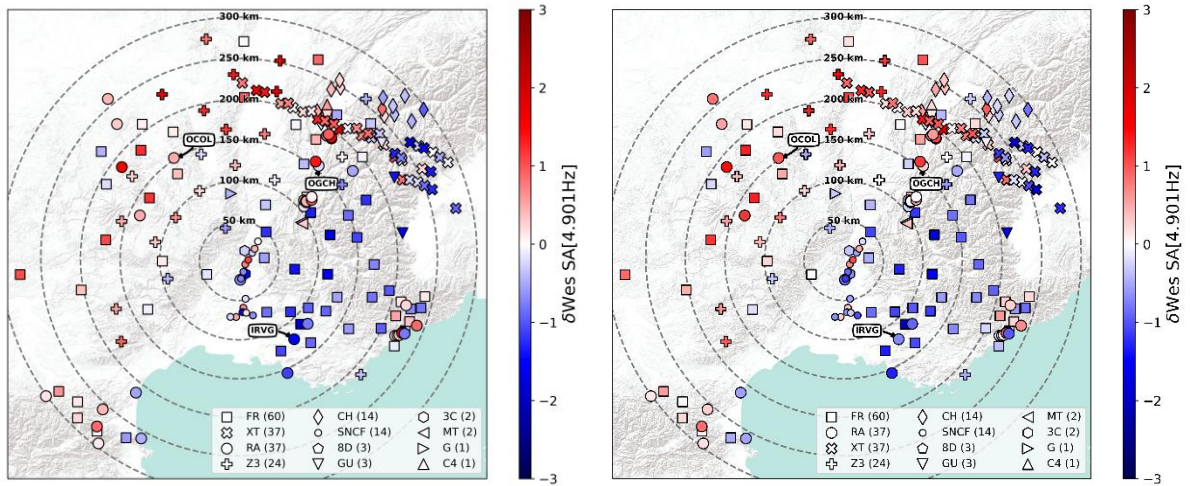 300 km
250 km
200 km
150 km
100 km
50 km
OCOL
OGCH
IRVG
FR (60)
XT (37)
RA (37)
Z3 (24)
CH (14)
SNCF (14)
8D (3)
GU (3)
3C (2)
MT (2)
G (1)
C4 (1)
3
2
1
0
−1
−2
−3
δWes SA[4.901Hz]
300 km
250 km
200 km
150 km
100 km
50 km
OCOL
OGCH
IRVG
FR (60)
RA (37)
XT (37)
Z3 (24)
CH (14)
SNCF (14)
8D (3)
GU (3)
MT (2)
3C (2)
G (1)
C4 (1)
3
2
1
0
−1
−2
−3
δWes SA[4.901Hz]